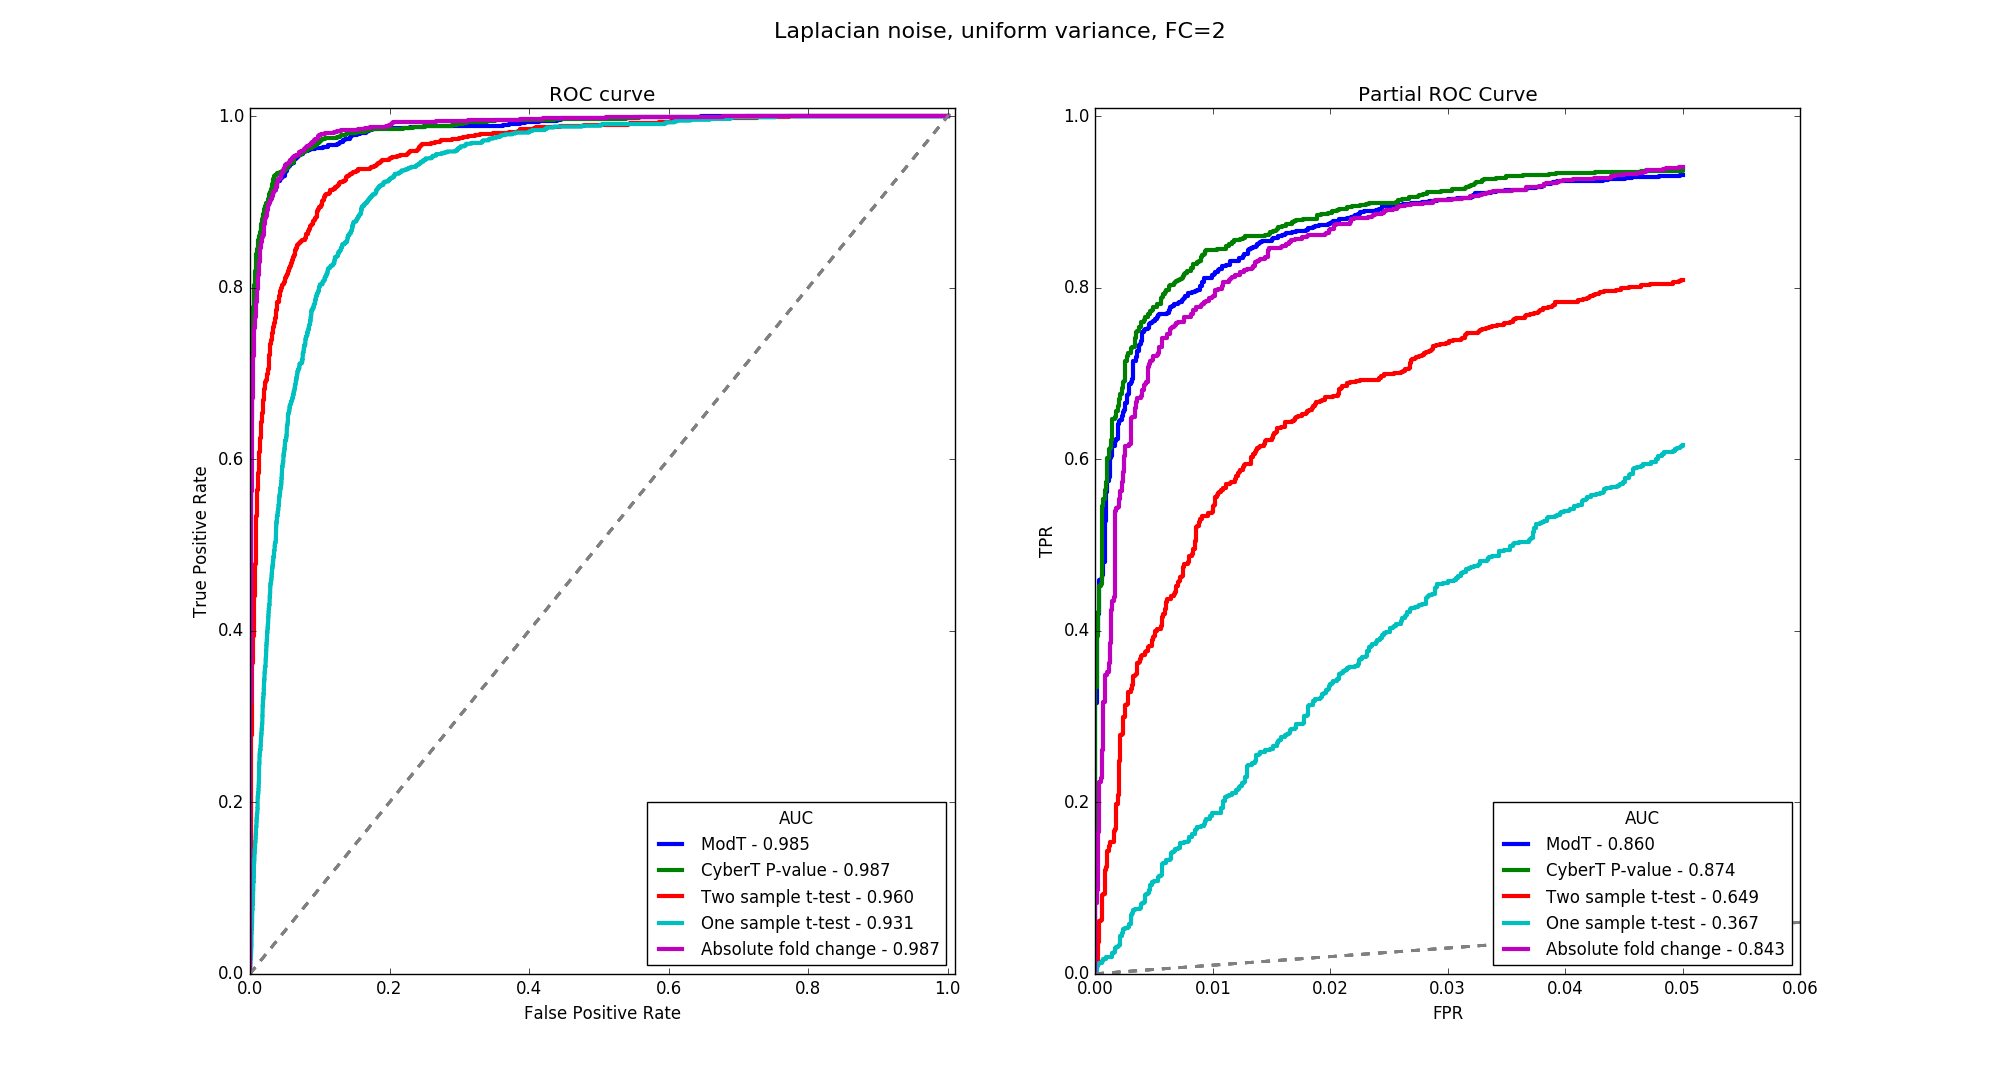 Laplacian noise, uniform variance, FC=2
ROC curve
True Positive Rate
1.0
0.8
0.6
0.4
0.2
0.0
0.0 0.2 0.4 0.6 0.8 1.0
False Positive Rate
AUC
ModT - 0.985
CyberT P-value - 0.987
Two sample t-test - 0.960
One sample t-test - 0.931
Absolute fold change - 0.987
Partial ROC Curve
TPR
1.0
0.8
0.6
0.4
0.2
0.0
0.00 0.01 0.02 0.03 0.04 0.05 0.06
FPR
AUC
ModT - 0.860
CyberT P-value - 0.874
Two sample t-test - 0.649
One sample t-test - 0.367
Absolute fold change - 0.843